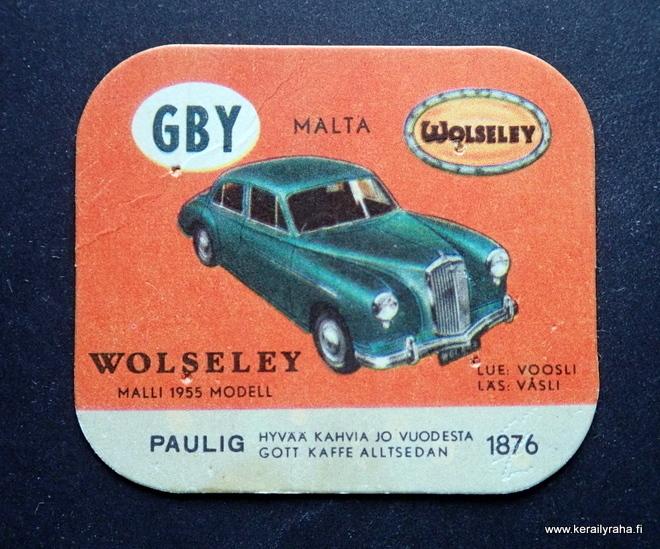 GBY
MALTA
WOLSELEY
WOLSELEY
MALLI 1955 MODELL
LUE: VOOSLI
LÄS: VÅSLI
PAULIG
HYVÄÄ KAHVIA JO VUODESTA
GOTT KAFFE ALLTSEDAN
1876
www.kerailyraha.fi